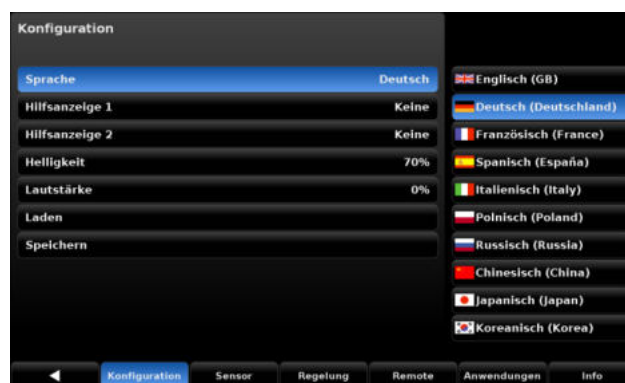 Konfiguration
Sprache Deutsch
Hilfsanzeige 1 Keine
Hilfsanzeige 2 Keine
Helligkeit 70%
Lautstärke 0%
Laden
Speichern
Englisch (GB)
Deutsch (Deutschland)
Französisch (France)
Spanisch (España)
Italienisch (Italy)
Polnisch (Poland)
Russisch (Russia)
Chinesisch (China)
Japanisch (Japan)
Koreanisch (Korea)
Konfiguration Sensor Regelung Remote Anwendungen Info